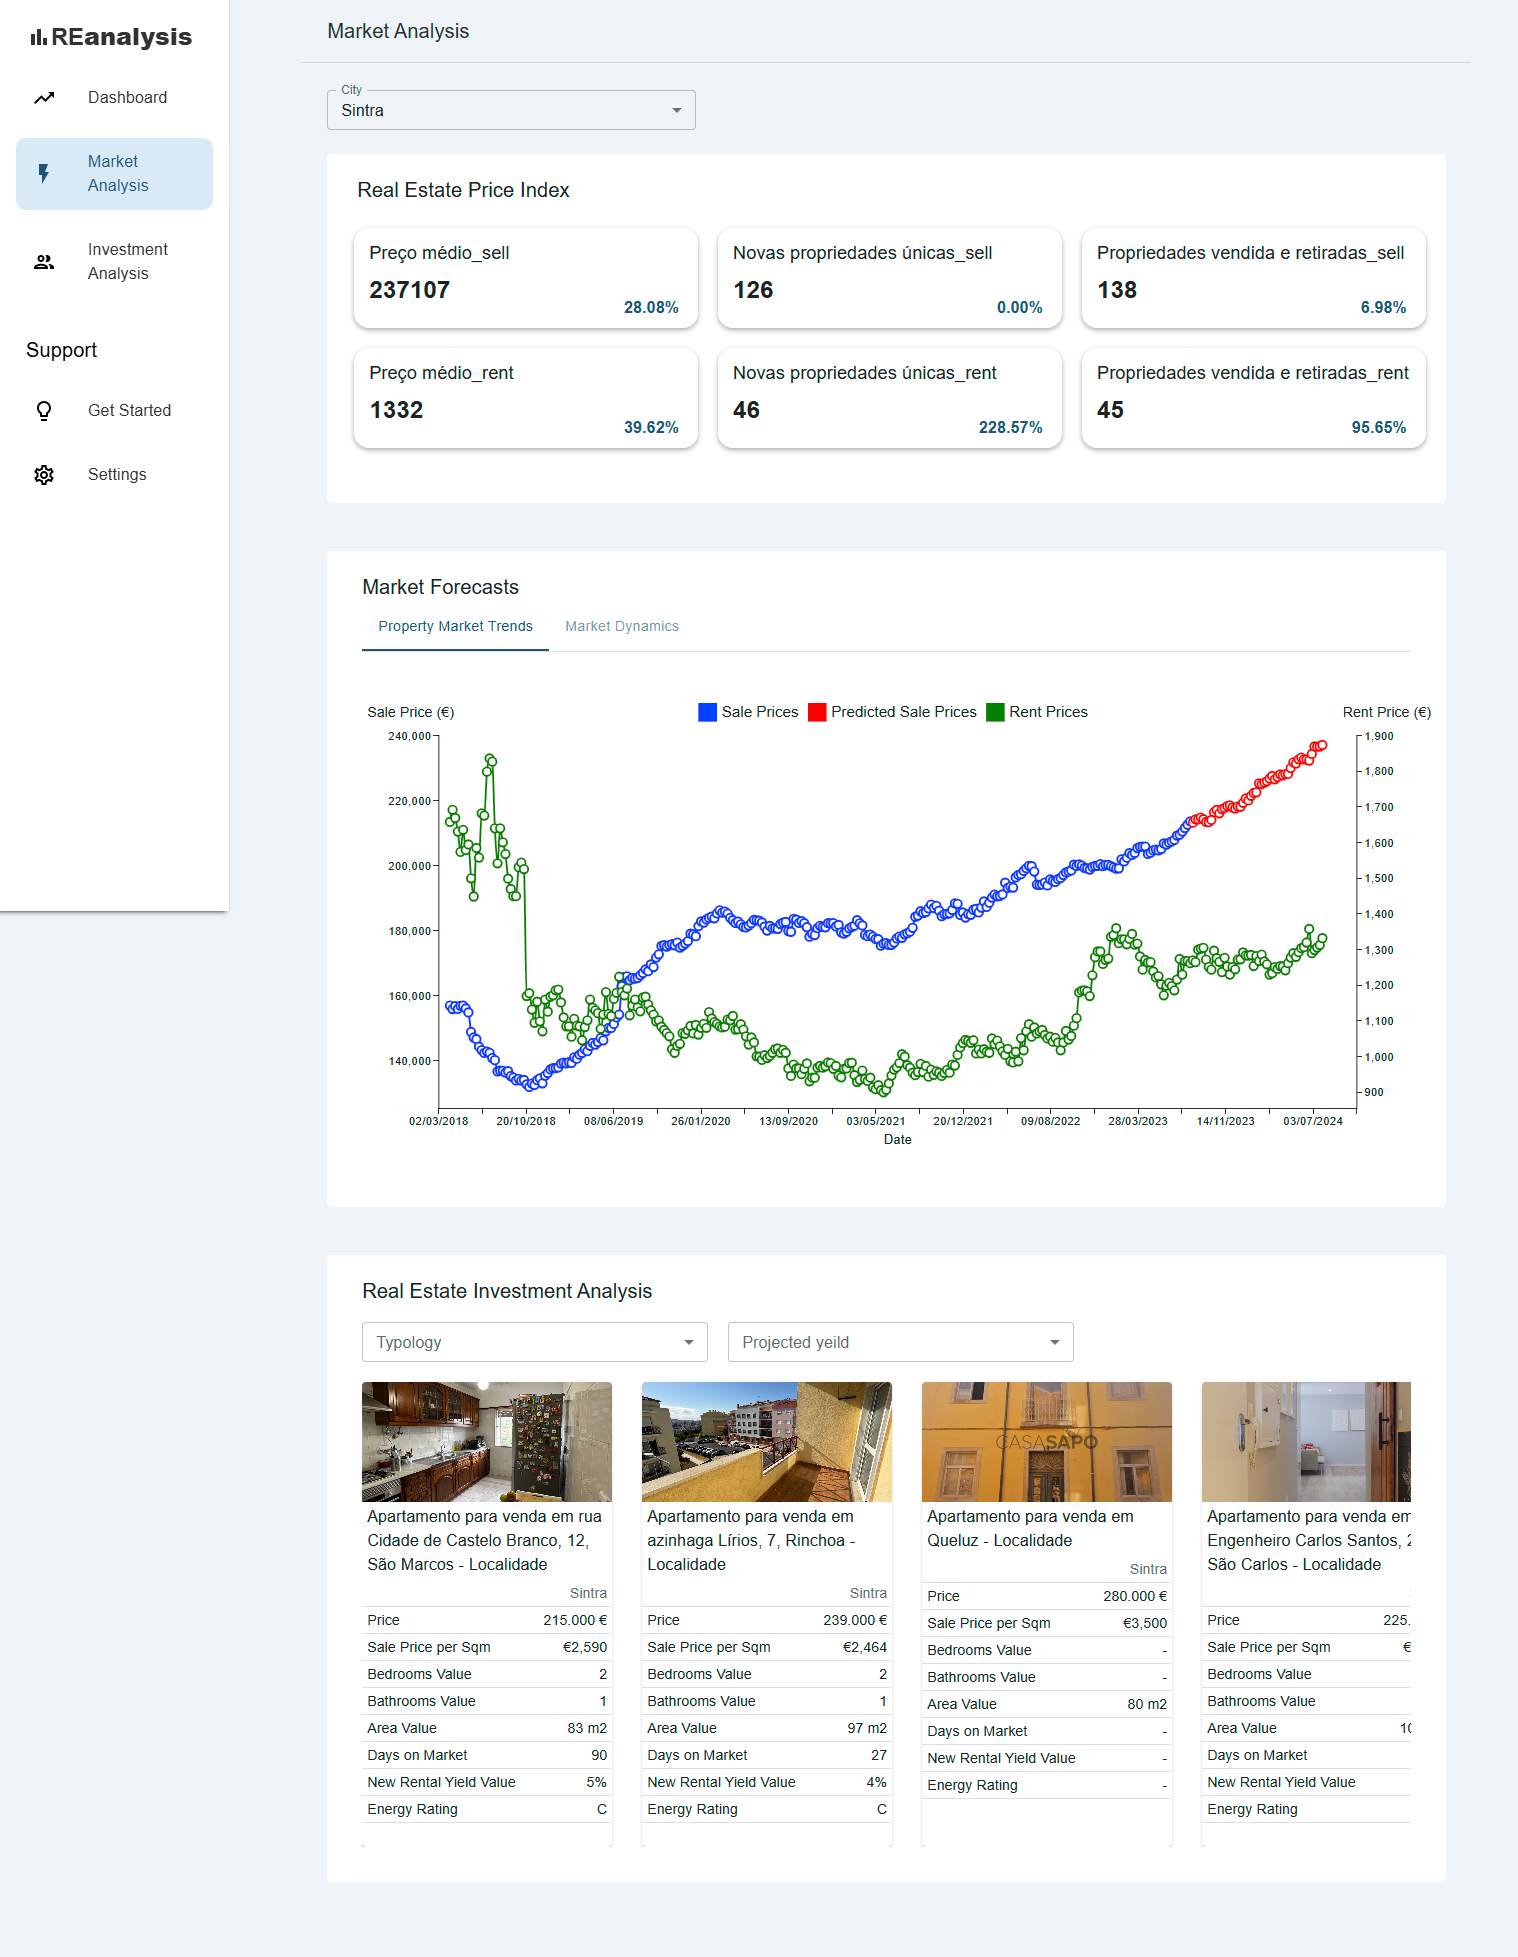 REanalysis
Dashboard
Market
Analysis
Investment
Analysis
Support
Get Started
Settings
Market Analysis
City
Sintra
Real Estate Price Index
Preço médio_sell
237107
28.08%
Novas propriedades únicas_sell
126
0.00%
Propriedades vendida e retiradas_sell
138
6.98%
Preço médio_rent
1332
39.62%
Novas propriedades únicas_rent
46
228.57%
Propriedades vendida e retiradas_rent
45
95.65%
Market Forecasts
Property Market Trends Market Dynamics
Sale Price (€) Sale Prices Predicted Sale Prices Rent Prices Rent Price (€)
240,000
220,000
200,000
180,000
160,000
140,000
1,900
1,800
1,700
1,600
1,500
1,400
1,300
1,200
1,100
1,000
900
02/03/2018 20/10/2018 08/06/2019 26/01/2020 13/09/2020 03/05/2021 20/12/2021 09/08/2022 28/03/2023 14/11/2023 03/07/2024
Date
Real Estate Investment Analysis
Typology Projected yeild
Apartamento para venda em rua
Cidade de Castelo Branco, 12,
São Marcos - Localidade
Sintra
Price 215.000 €
Sale Price per Sqm €2,590
Bedrooms Value 2
Bathrooms Value 1
Area Value 83 m2
Days on Market 90
New Rental Yield Value 5%
Energy Rating C
Apartamento para venda em
azinhaga Lírios, 7, Rinchoa -
Localidade
Sintra
Price 239.000 €
Sale Price per Sqm €2,464
Bedrooms Value 2
Bathrooms Value 1
Area Value 97 m2
Days on Market 27
New Rental Yield Value 4%
Energy Rating C
CASASAPO
Apartamento para venda em
Queluz - Localidade
Sintra
Price 280.000 €
Sale Price per Sqm €3,500
Bedrooms Value -
Bathrooms Value -
Area Value 80 m2
Days on Market -
New Rental Yield Value -
Energy Rating -
Apartamento para venda em
Engenheiro Carlos Santos,
São Carlos - Localidade
Price 225.
Sale Price per Sqm €
Bedrooms Value
Bathrooms Value
Area Value
Days on Market
New Rental Yield Value
Energy Rating